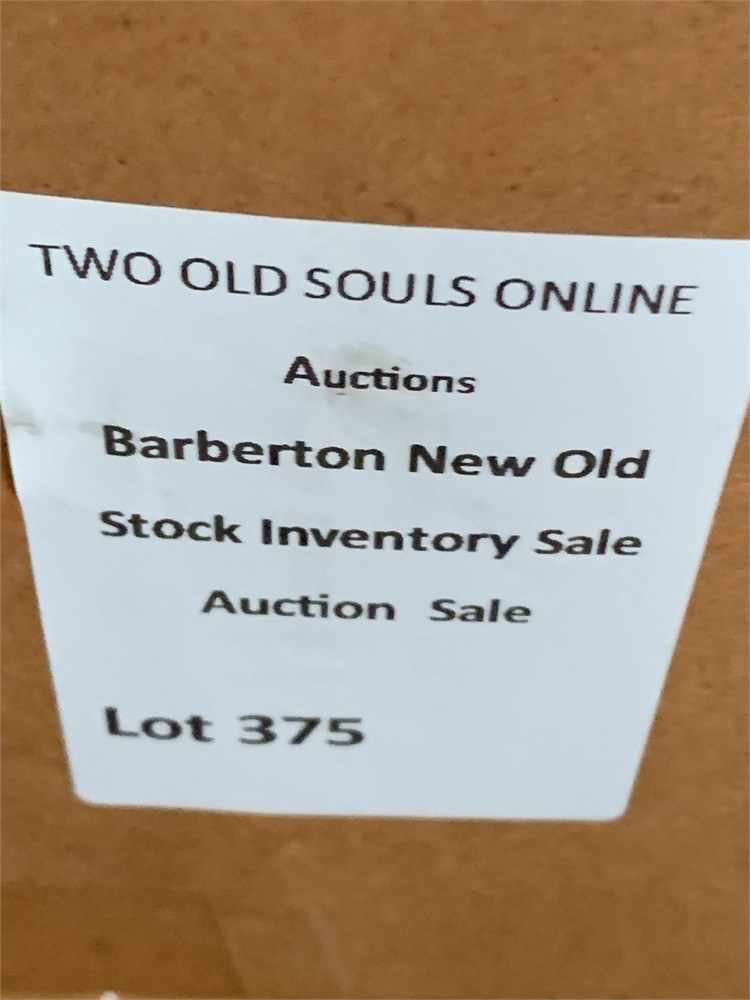 TWO OLD SOULS ONLINE
Auctions
Barberton New Old
Stock Inventory Sale
Auction Sale
Lot 375